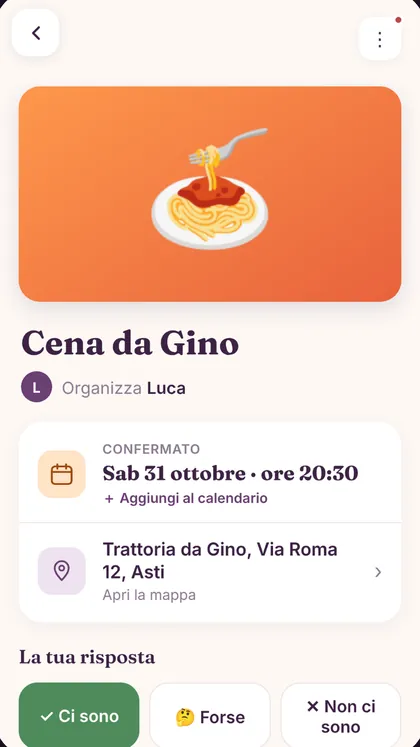 Cena da Gino
L Organizza Luca
CONFERMATO
Sab 31 ottobre · ore 20:30
+ Aggiungi al calendario
Trattoria da Gino, Via Roma
12, Asti
Apri la mappa
La tua risposta
✓ Ci sono
🤔 Forse
✕ Non ci
sono